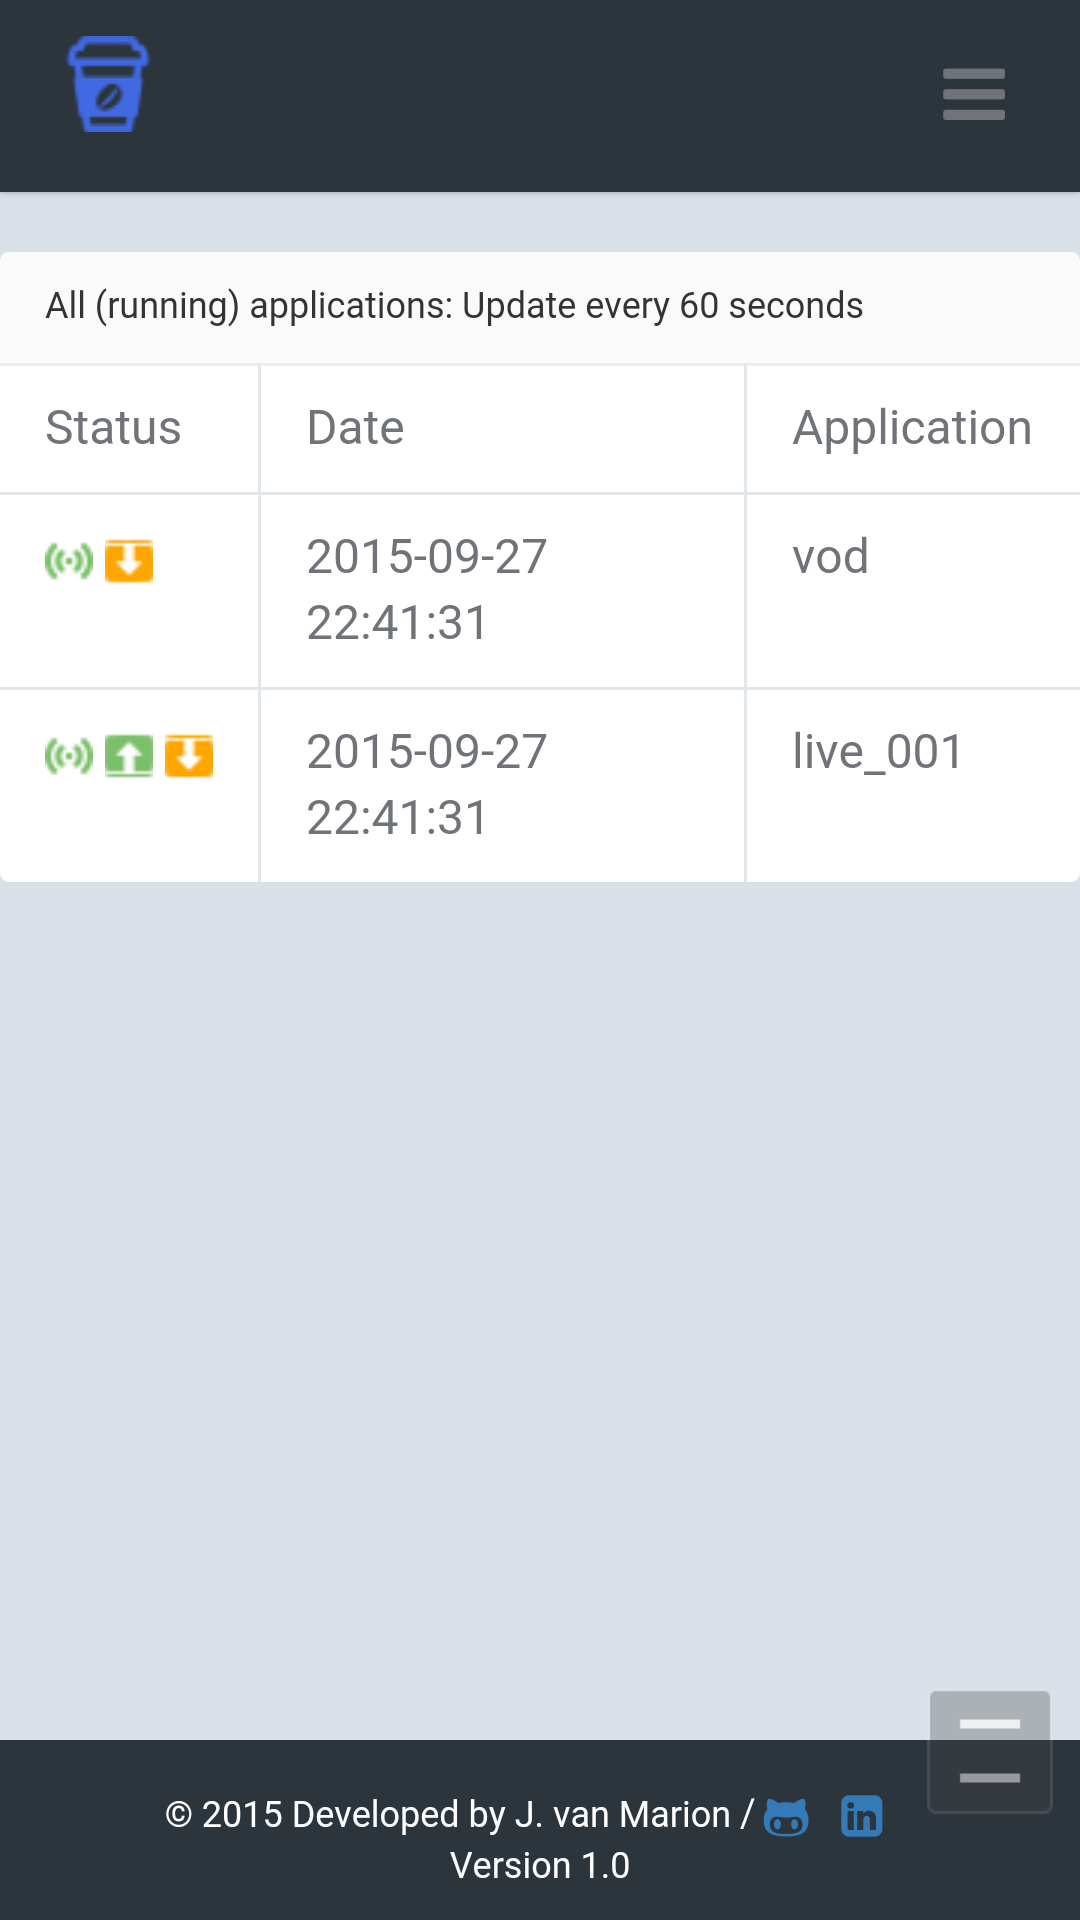 All (running) applications: Update every 60 seconds
Status Date Application
2015-09-27 22:41:31 vod
2015-09-27 22:41:31 live_001
© 2015 Developed by J. van Marion / in
Version 1.0